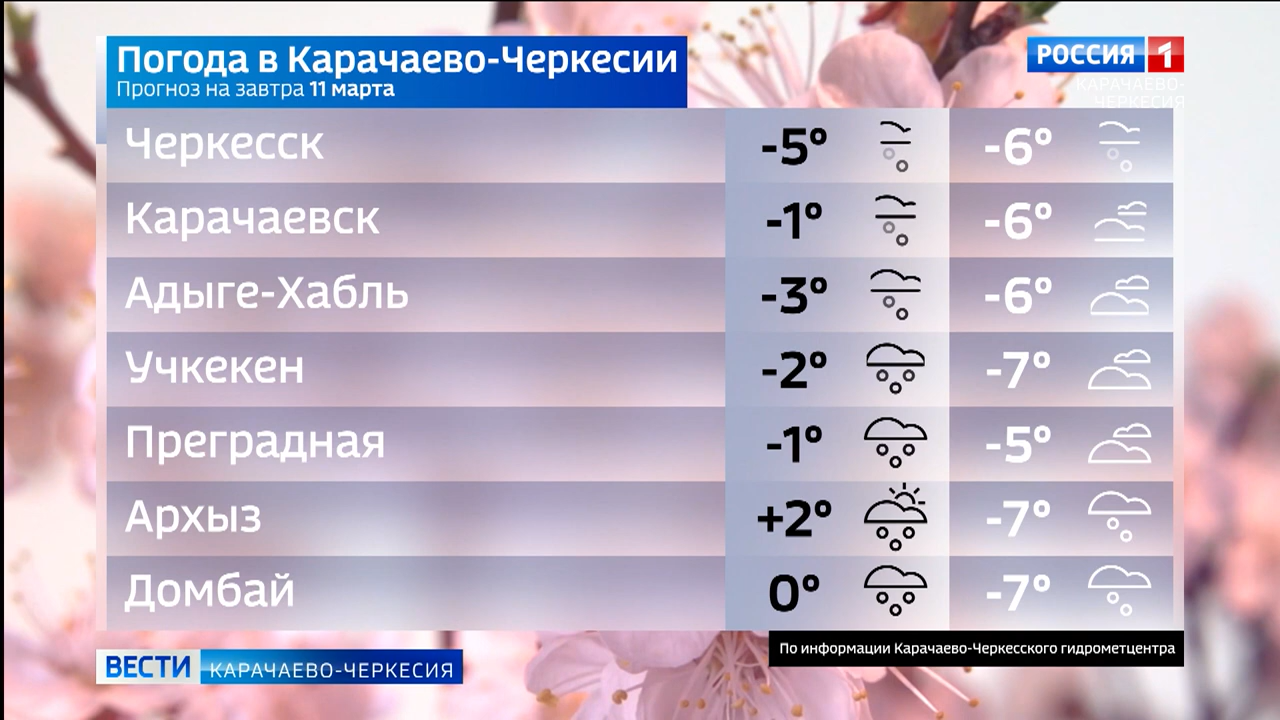 Погода в Карачаево-Черкесии
Прогноз на завтра 11 марта
РОССИЯ 1
КАРАЧАЕВО-
ЧЕРКЕСИЯ
Черкесск -5° -6°
Карачаевск -1° -6°
Адыге-Хабль -3° -6°
Учкекен -2° -7°
Преградная -1° -5°
Архыз +2° -7°
Домбай 0° -7°
По информации Карачаево-Черкесского гидрометцентра
ВЕСТИ КАРАЧАЕВО-ЧЕРКЕСИЯ